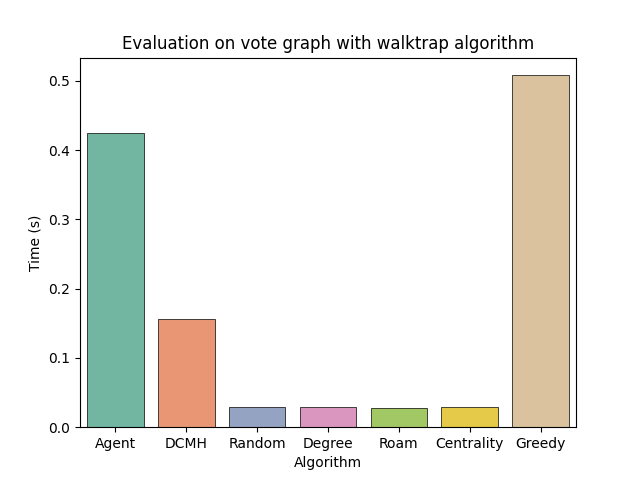 Evaluation on vote graph with walktrap algorithm
0.5
0.4
0.3
0.2
0.1
0.0
Time (s)
Agent DCMH Random Degree Roam Centrality Greedy
Algorithm